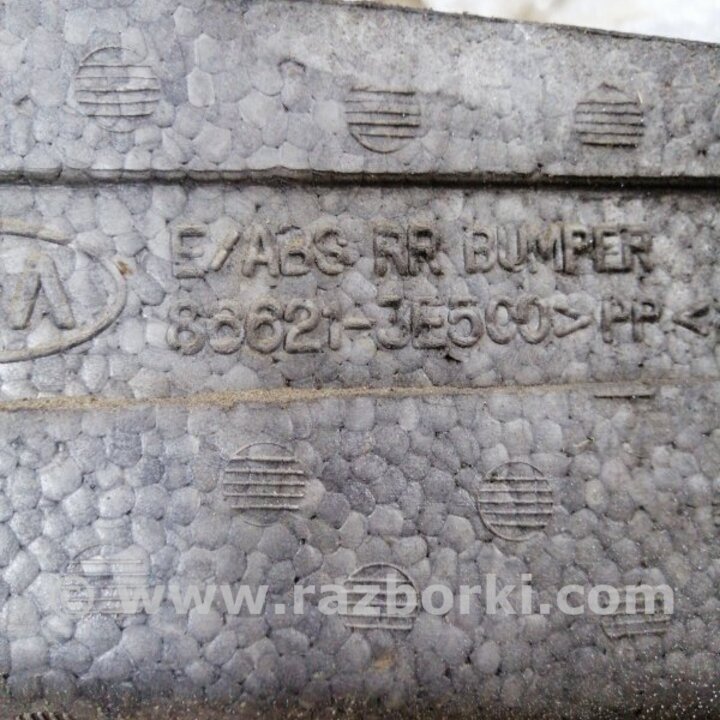 E/ABS RR BUMPER
86621-3E500>PP<
© www.razborki.com